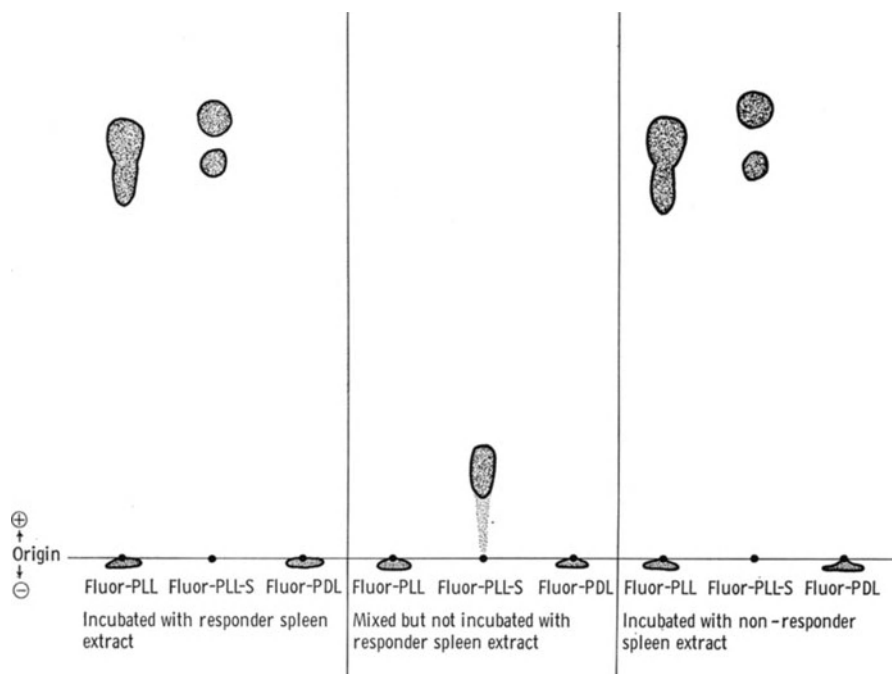 ⊕
↑
Origin
↓
⊖
Fluor-PLL Fluor-PLL-S Fluor-PDL
Incubated with responder spleen
extract
Fluor-PLL Fluor-PLL-S Fluor-PDL
Mixed but not incubated with
responder spleen extract
Fluor-PLL Fluor-PLL-S Fluor-PDL
Incubated with non-responder
spleen extract